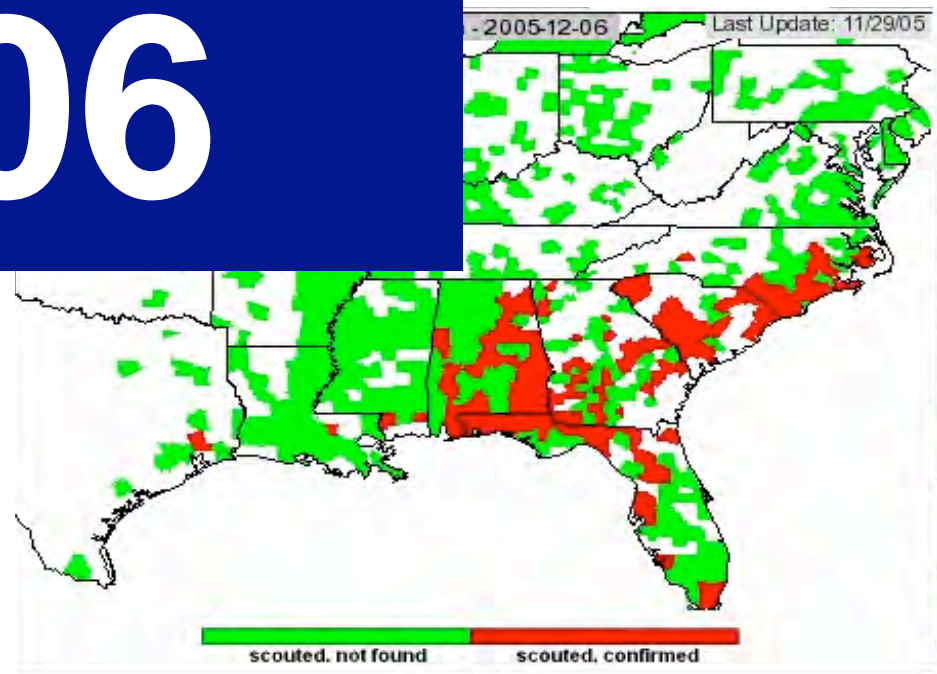 06
- 2005-12-06
Last Update: 11/29/05
scouted. not found
scouted, confirmed